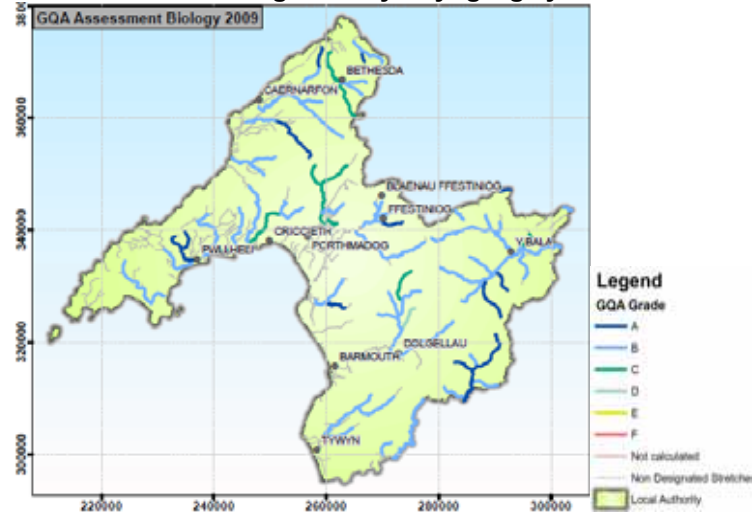 GQA Assessment Biology 2009
BETHESDA
CAERNARFON
360000
BLAENAU FFESTINIOG
FFESTINIOG
340000
CRICCIETH
PWLLHELI
PORTHMADOG
Y BALA
Legend
GQA Grade
A
B
320000
DOLGELLAU
BARMOUTH
C
D
E
F
TYWYN
300000
Not calculated
Non Designated Stretches
Local Authority
220000 240000 260000 280000 300000